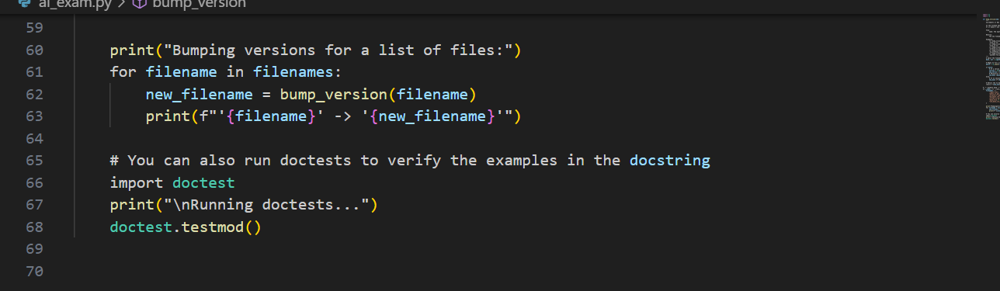 ai_exam.py > bump_version
59
60 print("Bumping versions for a list of files:")
61 for filename in filenames:
62 new_filename = bump_version(filename)
63 print(f"'{filename}' -> '{new_filename}'")
64
65 # You can also run doctests to verify the examples in the docstring
66 import doctest
67 print("\nRunning doctests...")
68 doctest.testmod()
69
70